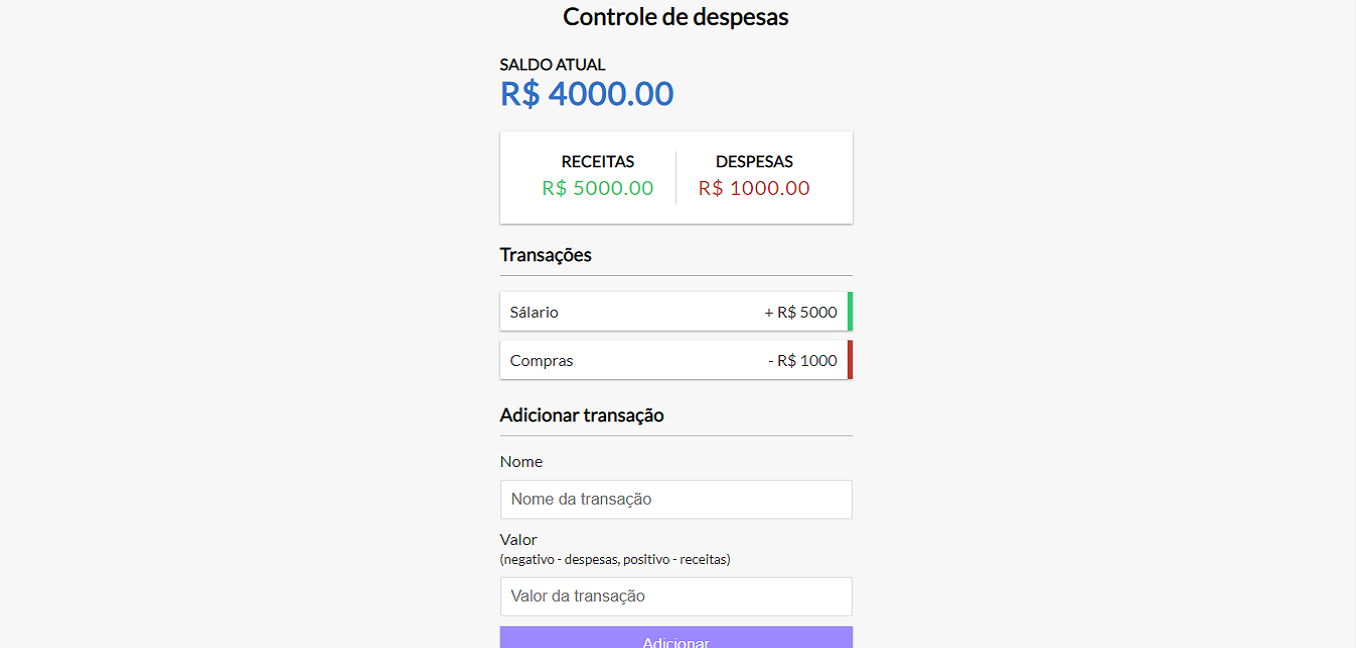 Controle de despesas
SALDO ATUAL
R$ 4000.00
RECEITAS DESPESAS
R$ 5000.00 R$ 1000.00
Transações
Sálario + R$ 5000
Compras - R$ 1000
Adicionar transação
Nome
Nome da transação
Valor
(negativo - despesas, positivo - receitas)
Valor da transação
Adicionar